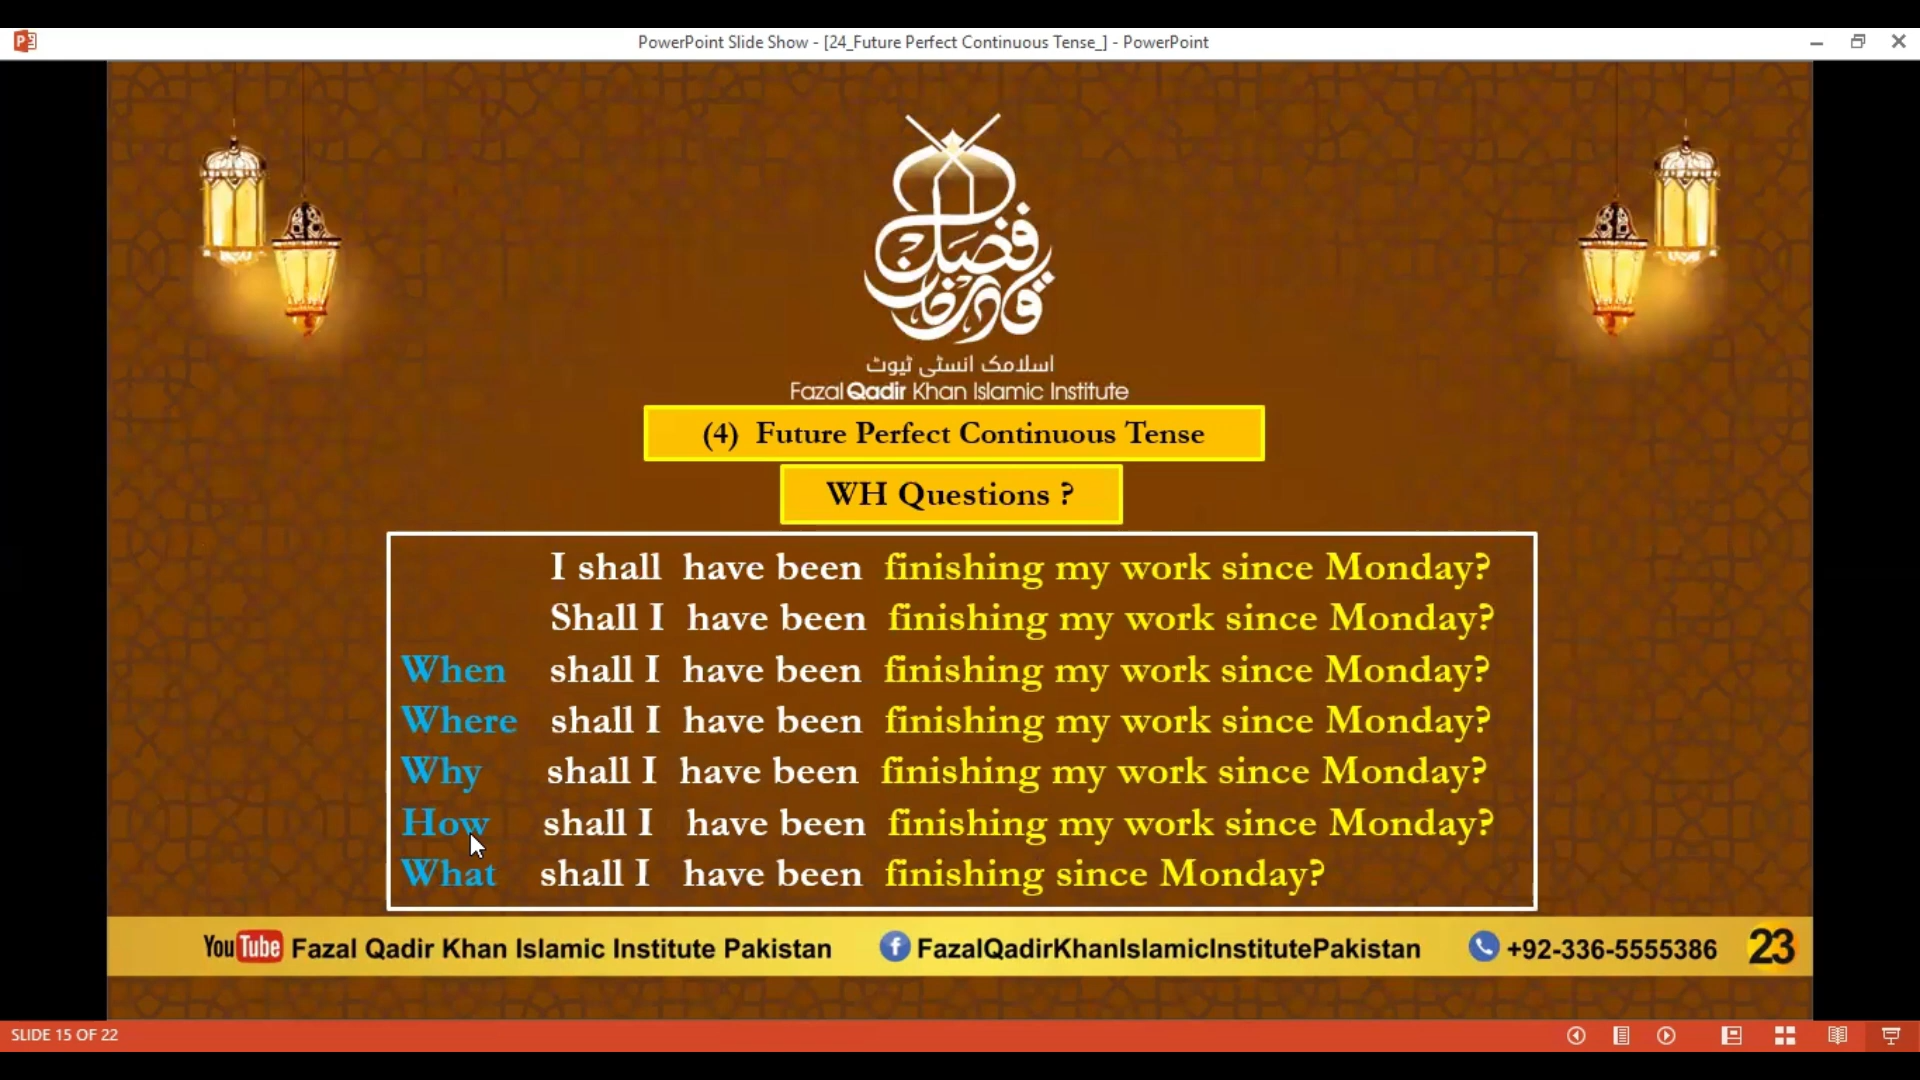 PowerPoint Slide Show - [24_Future Perfect Continuous Tense_] - PowerPoint
فضل
قادر خان
اسلامک انسٹی ٹیوٹ
Fazal Qadir Khan Islamic Institute
(4) Future Perfect Continuous Tense
WH Questions ?
I shall have been finishing my work since Monday?
Shall I have been finishing my work since Monday?
When shall I have been finishing my work since Monday?
Where shall I have been finishing my work since Monday?
Why shall I have been finishing my work since Monday?
How shall I have been finishing my work since Monday?
What shall I have been finishing since Monday?
YouTube Fazal Qadir Khan Islamic Institute Pakistan f FazalQadirKhanIslamicInstitutePakistan +92-336-5555386 23
SLIDE 15 OF 22